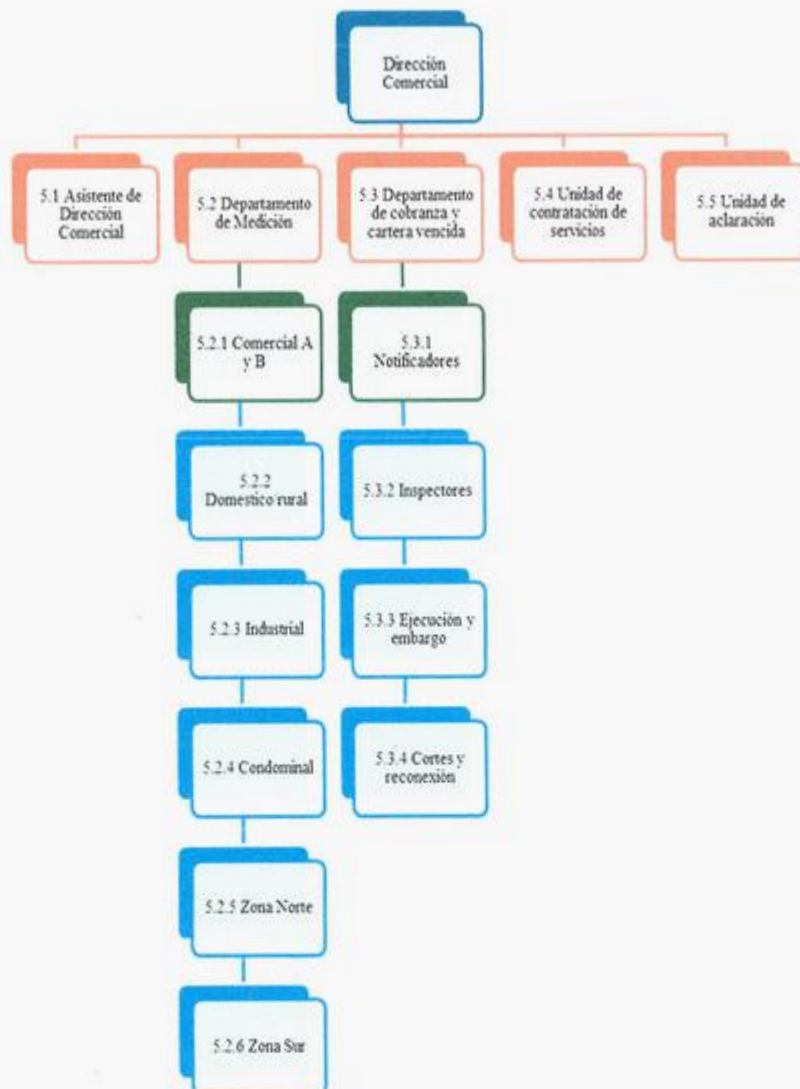 Dirección
Comercial
5.1 Asistente de
Dirección
Comercial
5.2 Departamento
de Medición
5.3 Departamento
de cobranza y
cartera vencida
5.4 Unidad de
contratación de
servicios
5.5 Unidad de
aclaración
5.2.1 Comercial A
y B
5.3.1
Notificadores
5.2.2
Domestico/rural
5.3.2 Inspectores
5.2.3 Industrial
5.3.3 Ejecución y
embargo
5.2.4 Condominal
5.3.4 Cortes y
reconexión
5.2.5 Zona Norte
5.2.6 Zona Sur